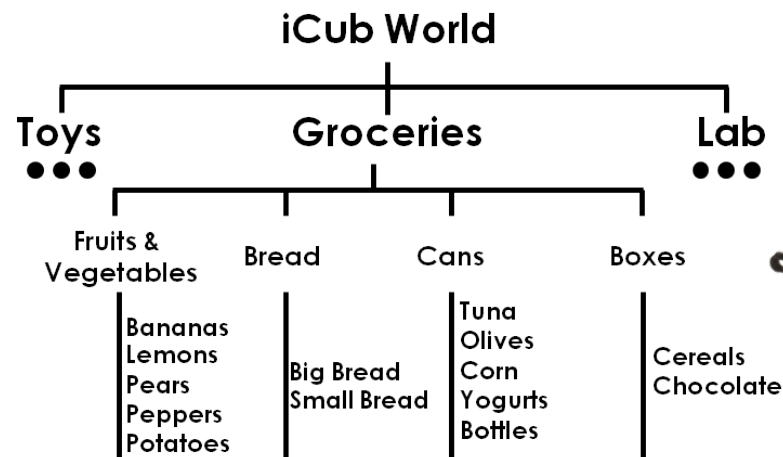 iCub World
Toys
Groceries
Lab
Fruits &
Vegetables
Bread
Cans
Boxes
Bananas
Lemons
Pears
Peppers
Potatoes
Big Bread
Small Bread
Tuna
Olives
Corn
Yogurts
Bottles
Cereals
Chocolate